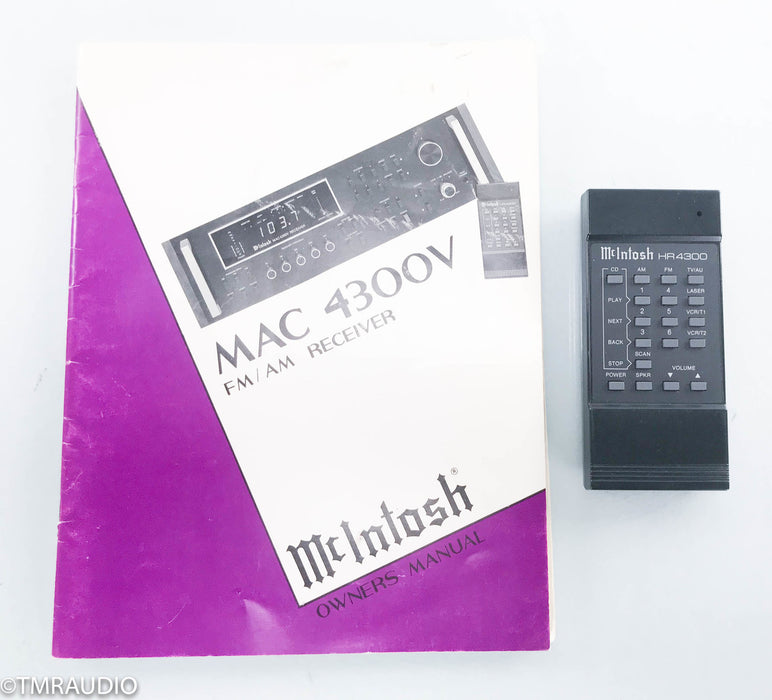 103.7
McIntosh
MAC 4300V
FM/AM RECEIVER
McIntosh®
OWNERS MANUAL
McIntosh HR4300
CD AM FM TV/AU
1 4 LASER
PLAY
2 5 VCR/T1
NEXT
3 6 VCR/T2
BACK
SCAN
STOP VOLUME
POWER SPKR ▼ ▲
©TMRAUDIO